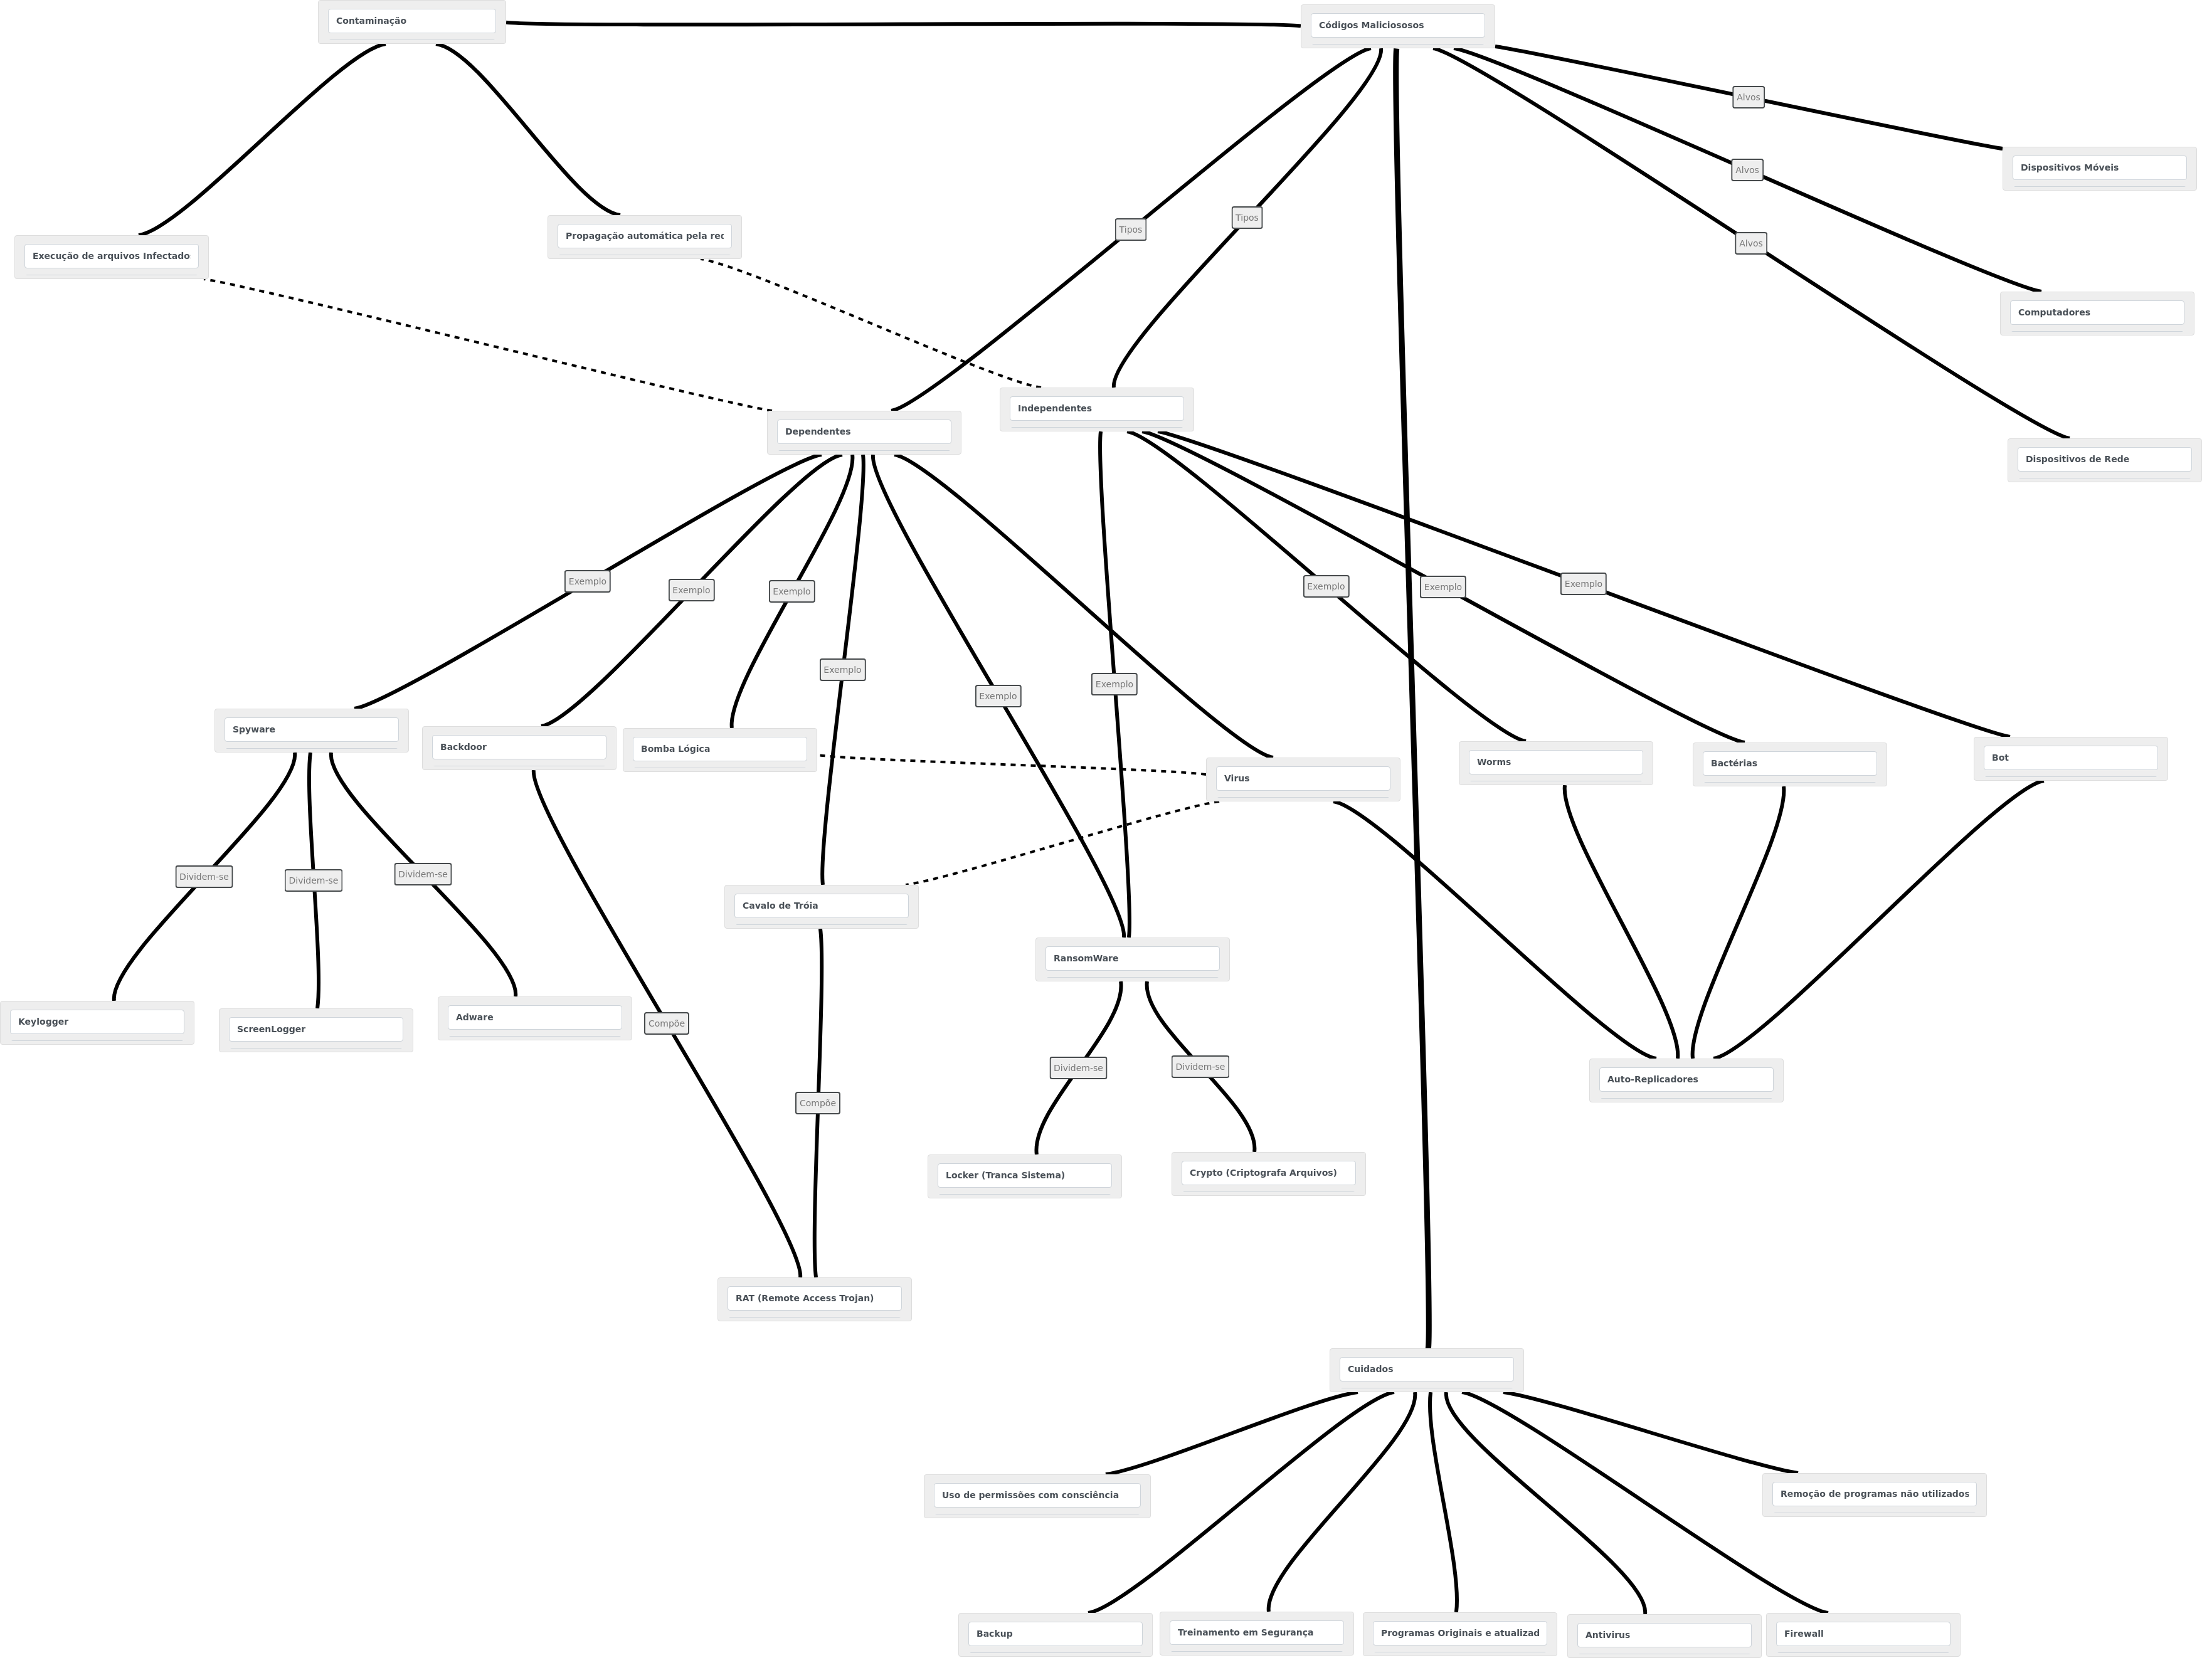 Contaminação
Códigos Maliciososos
Alvos
Dispositivos Móveis
Alvos
Tipos
Tipos
Propagação automática pela
Alvos
Execução de arquivos Infectado
Computadores
Independentes
Dependentes
Dispositivos de Rede
Exemplo
Exemplo
Exemplo
Exemplo
Exemplo
Exemplo
Exemplo
Exemplo
Exemplo
Spyware
Backdoor
Bomba Lógica
Virus
Worms
Bactérias
Bot
Dividem-se
Dividem-se
Dividem-se
Cavalo de Tróia
RansomWare
Keylogger
ScreenLogger
Adware
Compõe
Dividem-se
Dividem-se
Auto-Replicadores
Compõe
Locker (Tranca Sistema)
Crypto (Criptografa Arquivos)
RAT (Remote Access Trojan)
Cuidados
Uso de permissões com consciência
Remoção de programas não utilizados
Backup
Treinamento em Segurança
Programas Originais e atualizad
Antivirus
Firewall